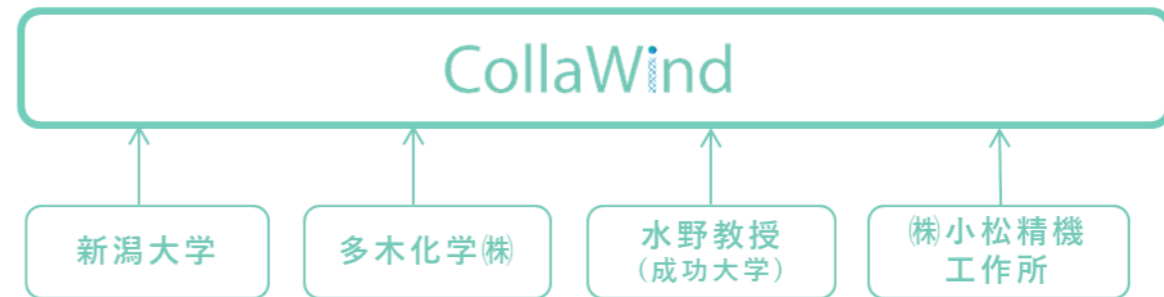 CollaWind
新潟大学
多木化学㈱
水野教授
(成功大学)
㈱小松精機
工作所